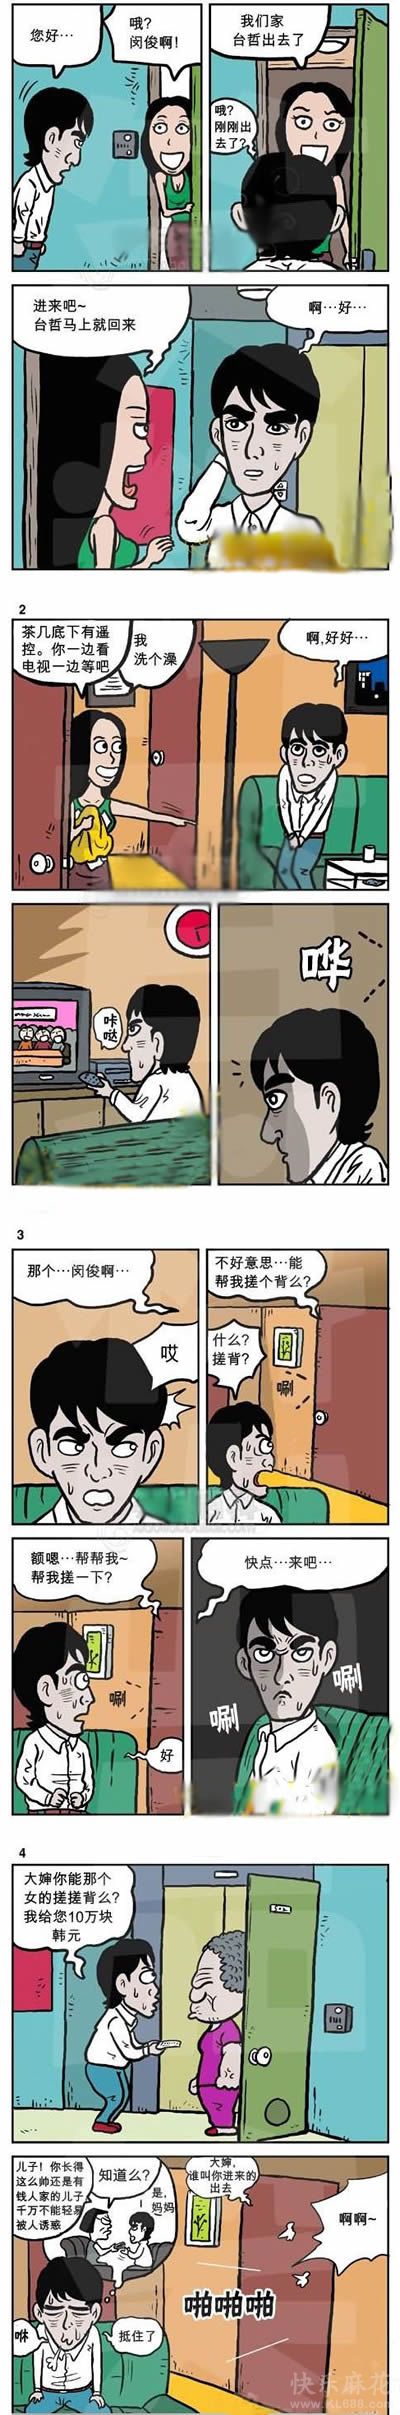 您好…
哦?
闵俊啊!
我们家
台哲出去了
哦?
刚刚出
去了?
进来吧~
台哲马上就回来
啊…好…
2
茶几底下有遥
控。你一边看
电视一边等吧
我
洗个澡
啊,好好…
咔
哒
哗
3
那个…闵俊啊…
哎
不好意思…能
帮我搓个背么?
什么?
搓背?
唰
额嗯…帮帮我~
帮我搓一下?
唰
好
快点…来吧…
唰
唰
4
大婶你能那个
女的搓搓背么?
我给您10万块
韩元
儿子!你长得
这么帅还是有
钱人家的儿子
千万不能轻易
被人诱惑
知道么?
是,
妈妈
大婶,
谁叫你进来的
出去
啊啊~
啪啪啪
咻
抵住了
快乐麻花
www.KL688.com